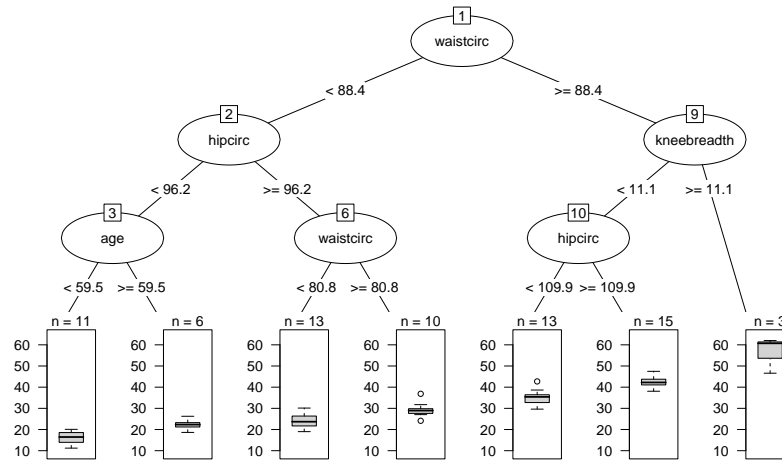 1
waistcirc
< 88.4 >= 88.4
2 9
hipcirc kneebreadth
< 96.2 >= 96.2 < 11.1 >= 11.1
3 6 10
age waistcirc hipcirc
< 59.5 >= 59.5 < 80.8 >= 80.8 < 109.9 >= 109.9
n = 11 n = 6 n = 13 n = 10 n = 13 n = 15 n = 3
60 60 60 60 60 60 60
50 50 50 50 50 50 50
40 40 40 40 40 40 40
30 30 30 30 30 30 30
20 20 20 20 20 20 20
10 10 10 10 10 10 10